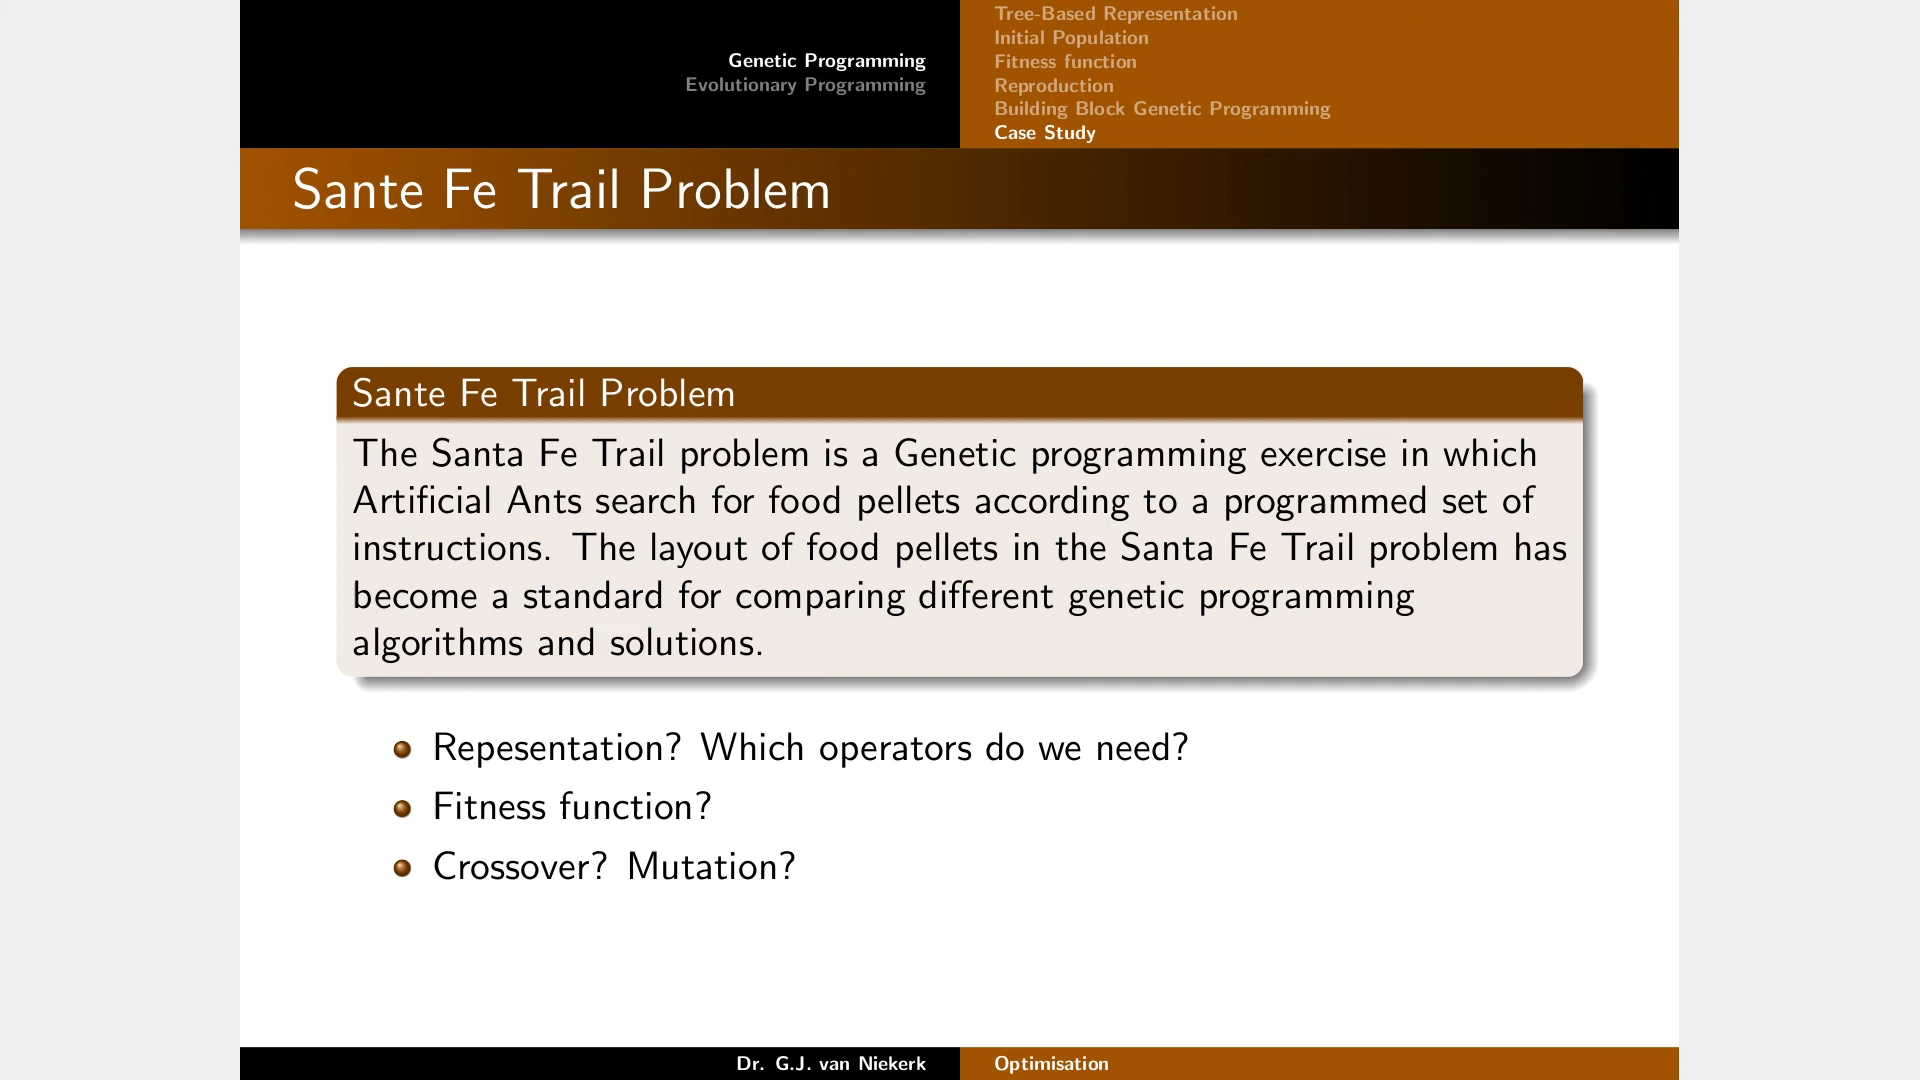 Genetic Programming
Evolutionary Programming
Tree-Based Representation
Initial Population
Fitness function
Reproduction
Building Block Genetic Programming
Case Study
Sante Fe Trail Problem
Sante Fe Trail Problem
The Santa Fe Trail problem is a Genetic programming exercise in which
Artificial Ants search for food pellets according to a programmed set of
instructions. The layout of food pellets in the Santa Fe Trail problem has
become a standard for comparing different genetic programming
algorithms and solutions.
Repesentation? Which operators do we need?
Fitness function?
Crossover? Mutation?
Dr. G.J. van Niekerk
Optimisation